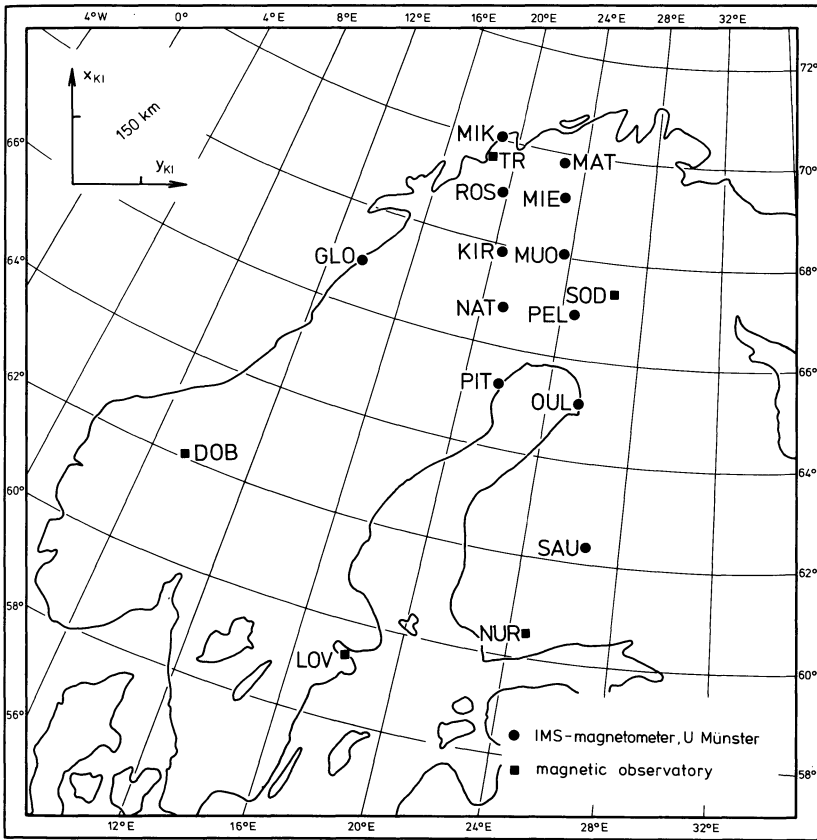 4°W 0° 4°E 8°E 12°E 16°E 20°E 24°E 28°E 32°E
72°
x KI
150 km
y KI
66°
MIK
TR
MAT
70°
ROS
MIE
GLO
KIR
MUO
64°
68°
SOD
NAT
PEL
62°
66°
PIT
OUL
DOB
64°
60°
SAU
62°
58°
NUR
LOV
60°
56°
IMS-magnetometer, U Münster
magnetic observatory
58°
12°E 16°E 20°E 24°E 28°E 32°E